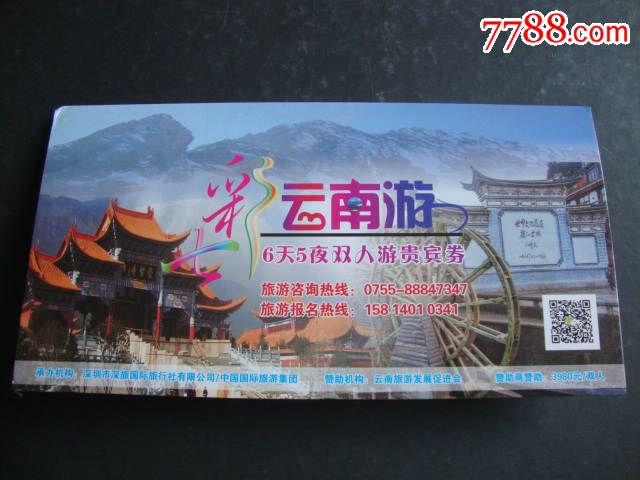 7788.com
七彩云南游
6天5夜双人游贵宾券
旅游咨询热线：0755-88847347
旅游报名热线：158 1401 0341
承办机构：深圳市深旅国际旅行社有限公司/中国国际旅游集团 赞助机构：云南旅游发展促进会 赞助商赞助：3980元/双人